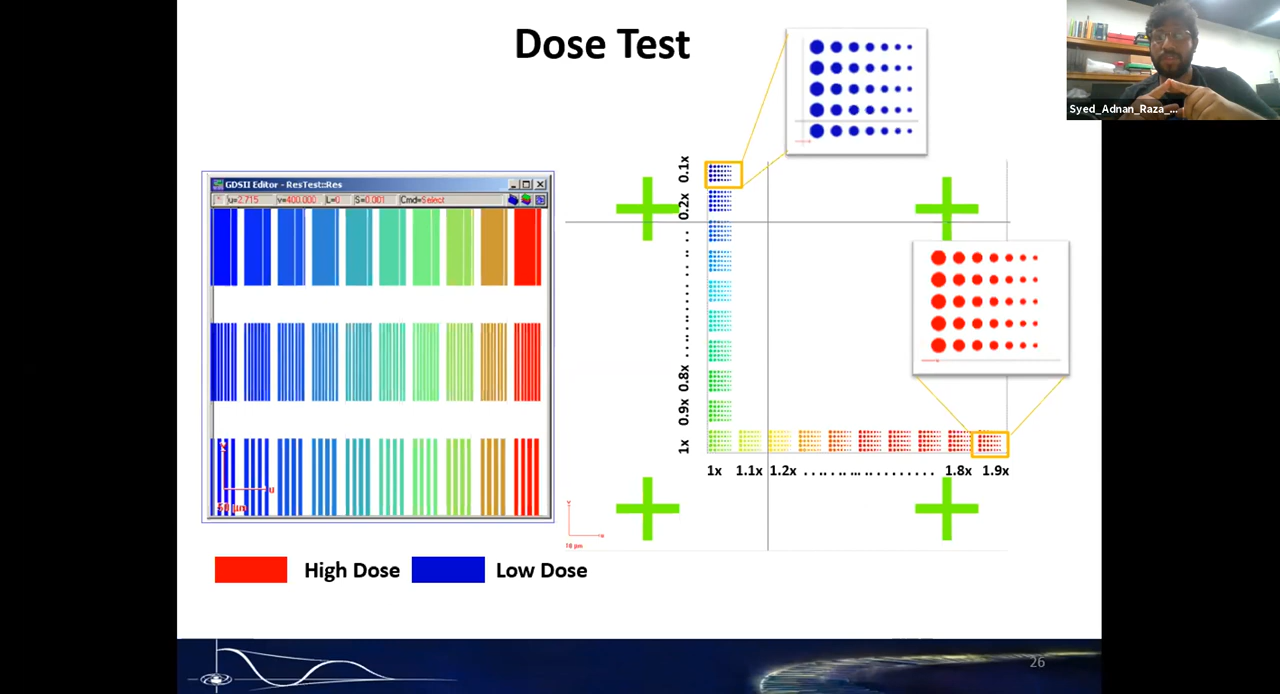 Dose Test
Syed_Adnan_Raza_...
GDSII Editor - ResTest::Res
u=2.715 v=400.000 L=0 S=0.001 Cmd=Select
0.1x
0.2x
. . . . . . . . . . . . .
0.8x
0.9x
1x
1x 1.1x 1.2x . . . . . . . . . . . . . . . . . . 1.8x 1.9x
u
50 µm
10 µm
High Dose Low Dose
26